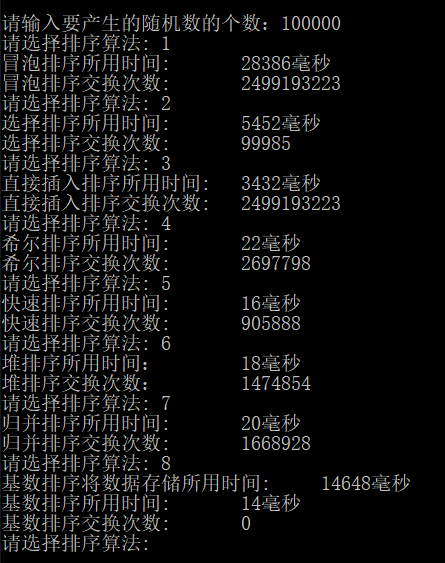 请输入要产生的随机数的个数：100000
请选择排序算法: 1
冒泡排序所用时间: 28386毫秒
冒泡排序交换次数: 2499193223
请选择排序算法: 2
选择排序所用时间: 5452毫秒
选择排序交换次数: 99985
请选择排序算法: 3
直接插入排序所用时间: 3432毫秒
直接插入排序交换次数: 2499193223
请选择排序算法: 4
希尔排序所用时间: 22毫秒
希尔排序交换次数: 2697798
请选择排序算法: 5
快速排序所用时间: 16毫秒
快速排序交换次数: 905888
请选择排序算法: 6
堆排序所用时间： 18毫秒
堆排序交换次数： 1474854
请选择排序算法: 7
归并排序所用时间: 20毫秒
归并排序交换次数: 1668928
请选择排序算法: 8
基数排序将数据存储所用时间: 14648毫秒
基数排序所用时间: 14毫秒
基数排序交换次数: 0
请选择排序算法: